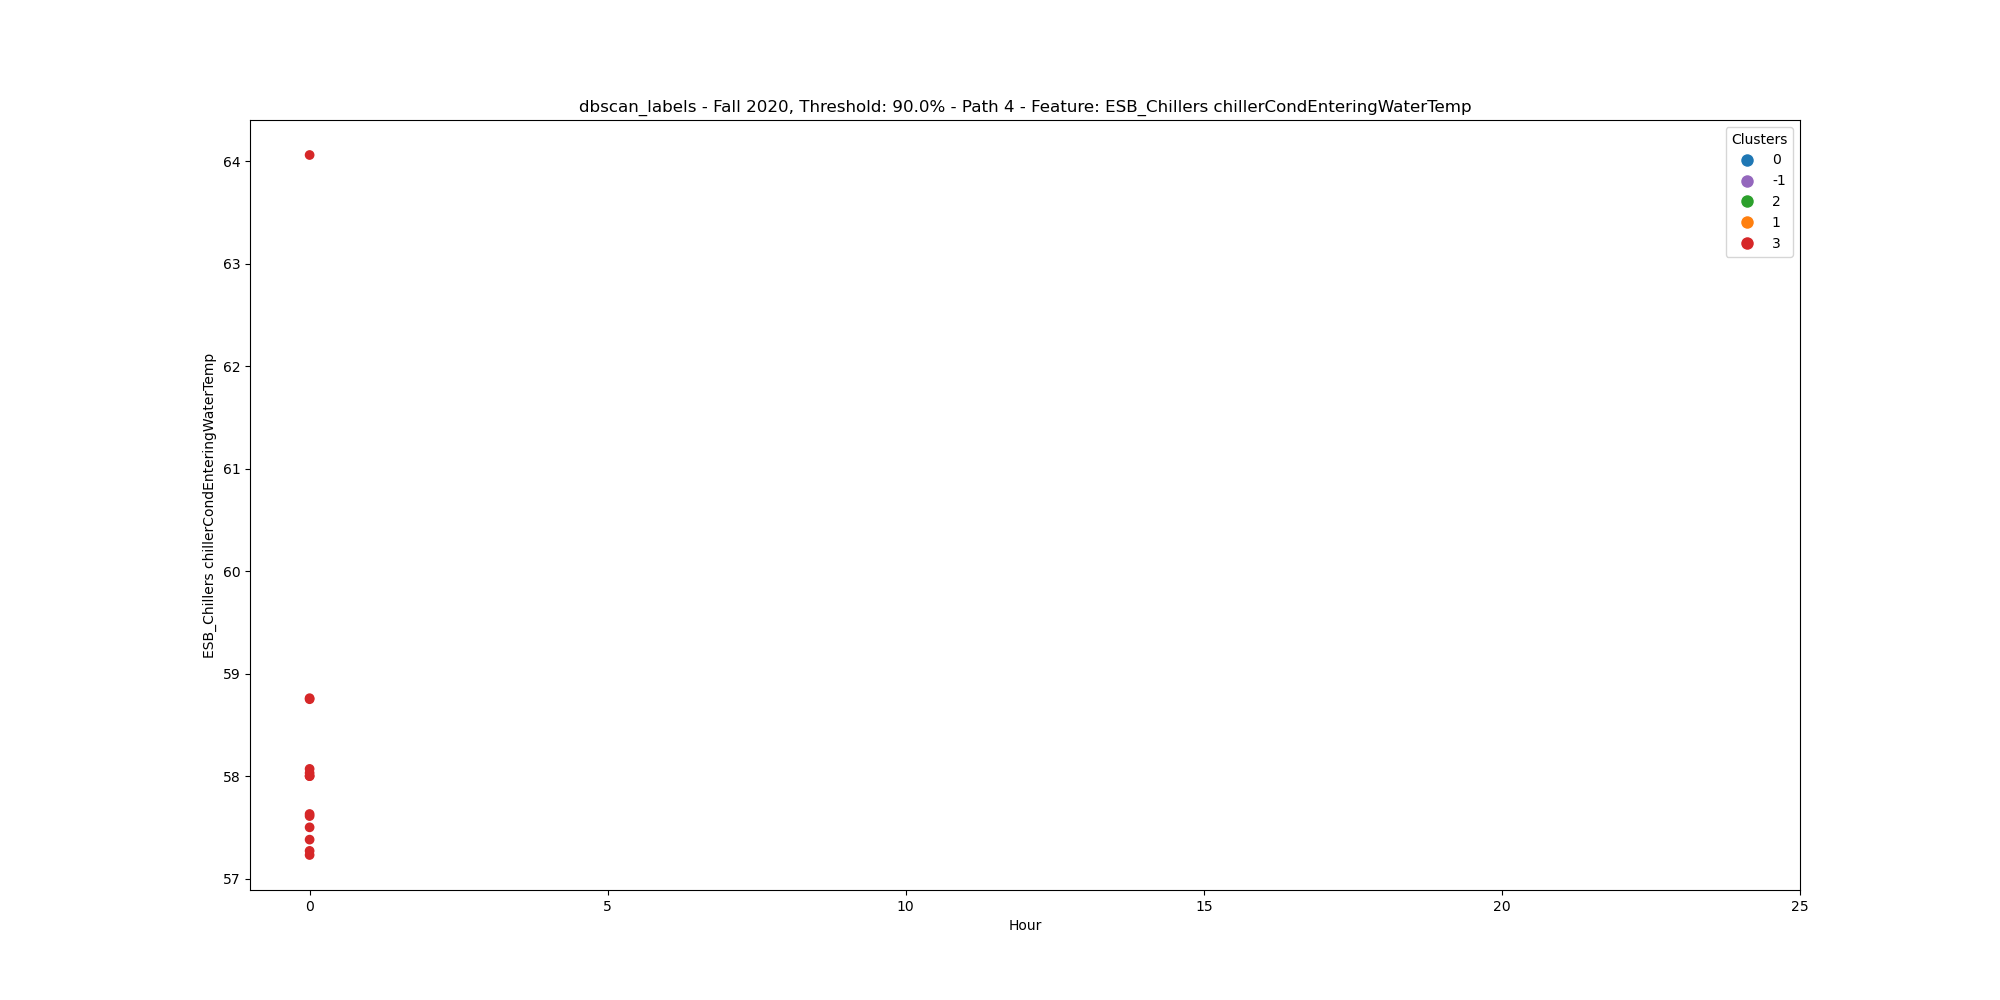 dbscan_labels - Fall 2020, Threshold: 90.0% - Path 4 - Feature: ESB_Chillers chillerCondEnteringWaterTemp
Clusters
0
-1
2
1
3
64
63
62
61
60
59
58
57
ESB_Chillers chillerCondEnteringWaterTemp
0 5 10 15 20 25
Hour